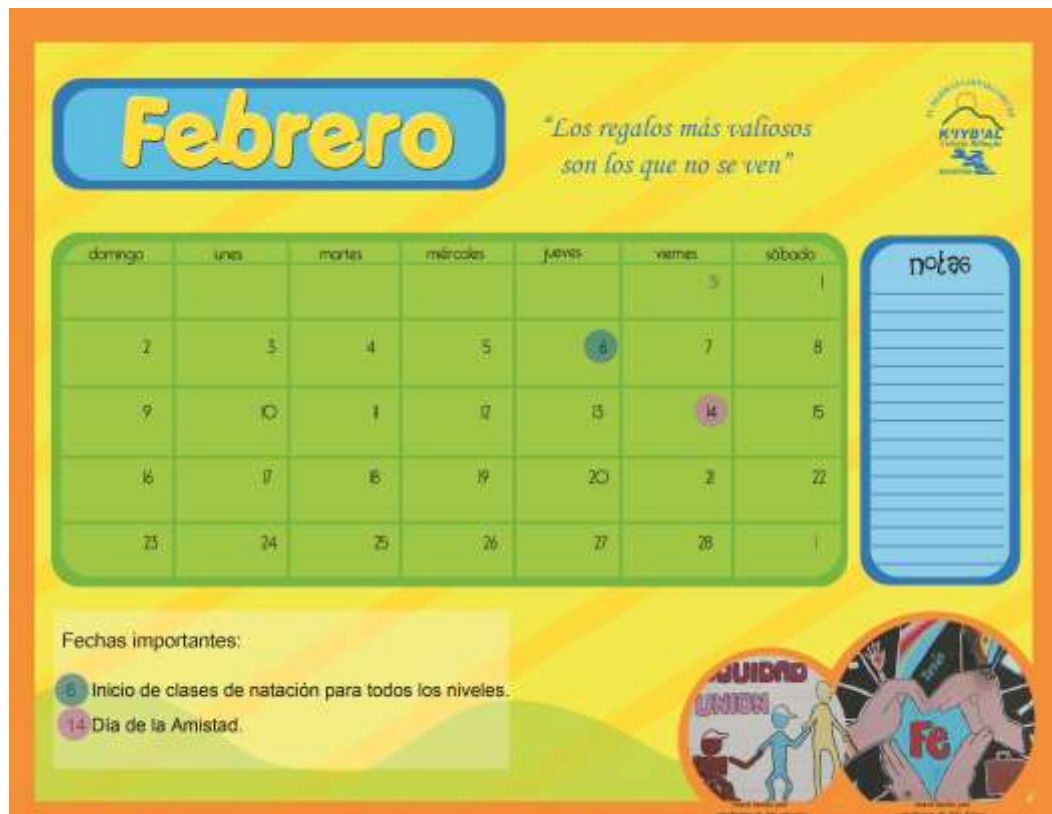 Febrero
"Los regalos más valiosos
son los que no se ven"
K'IYB'AL
domingo lunes martes miércoles jueves viernes sábado
1
2 3 4 5 6 7 8
9 10 11 12 13 14 15
16 17 18 19 20 21 22
23 24 25 26 27 28 1
notas
Fechas importantes:
6 Inicio de clases de natación para todos los niveles.
14 Día de la Amistad.
UIDAD
UNION
Fe